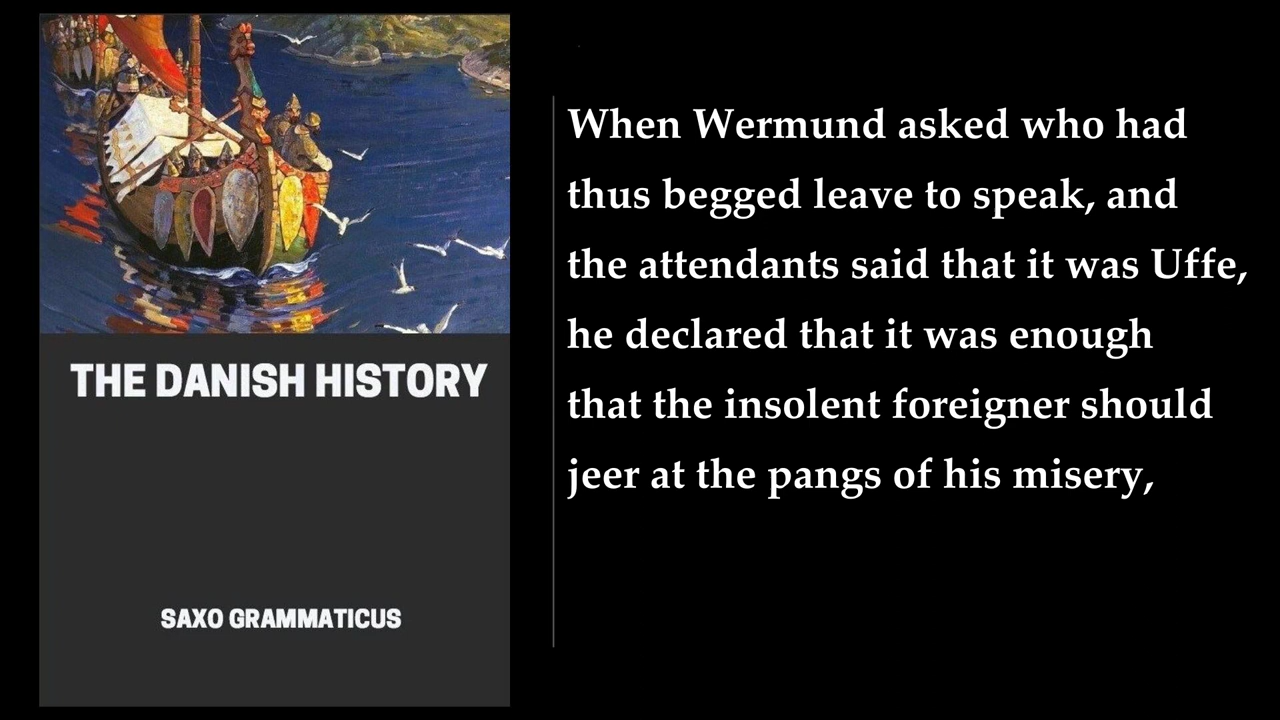 THE DANISH HISTORY
SAXO GRAMMATICUS
When Wermund asked who had
thus begged leave to speak, and
the attendants said that it was Uffe,
he declared that it was enough
that the insolent foreigner should
jeer at the pangs of his misery,